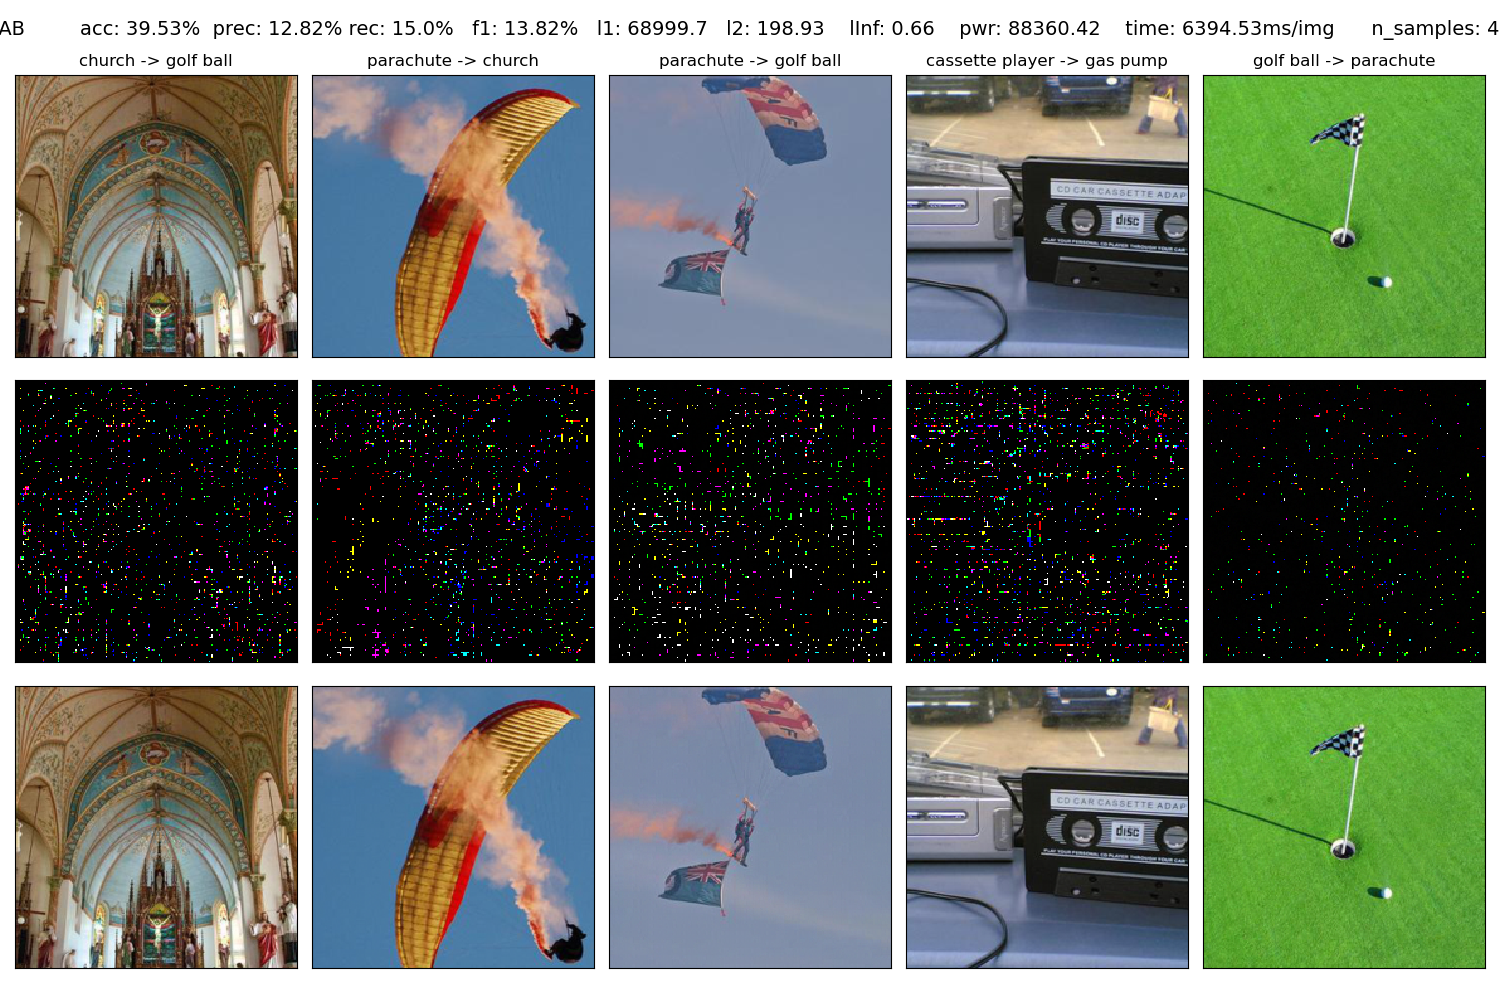 AB acc: 39.53% prec: 12.82% rec: 15.0% f1: 13.82% l1: 68999.7 l2: 198.93 lInf: 0.66 pwr: 88360.42 time: 6394.53ms/img n_samples: 4
church -> golf ball
parachute -> church
parachute -> golf ball
cassette player -> gas pump
golf ball -> parachute
CD CAR CASSETTE ADAP
disc
PLAY YOUR PERSONAL CD PLAYER THROUGH YOUR CAR
CD CAR CASSETTE ADAP
disc
PLAY YOUR PERSONAL CD PLAYER THROUGH YOUR CAR